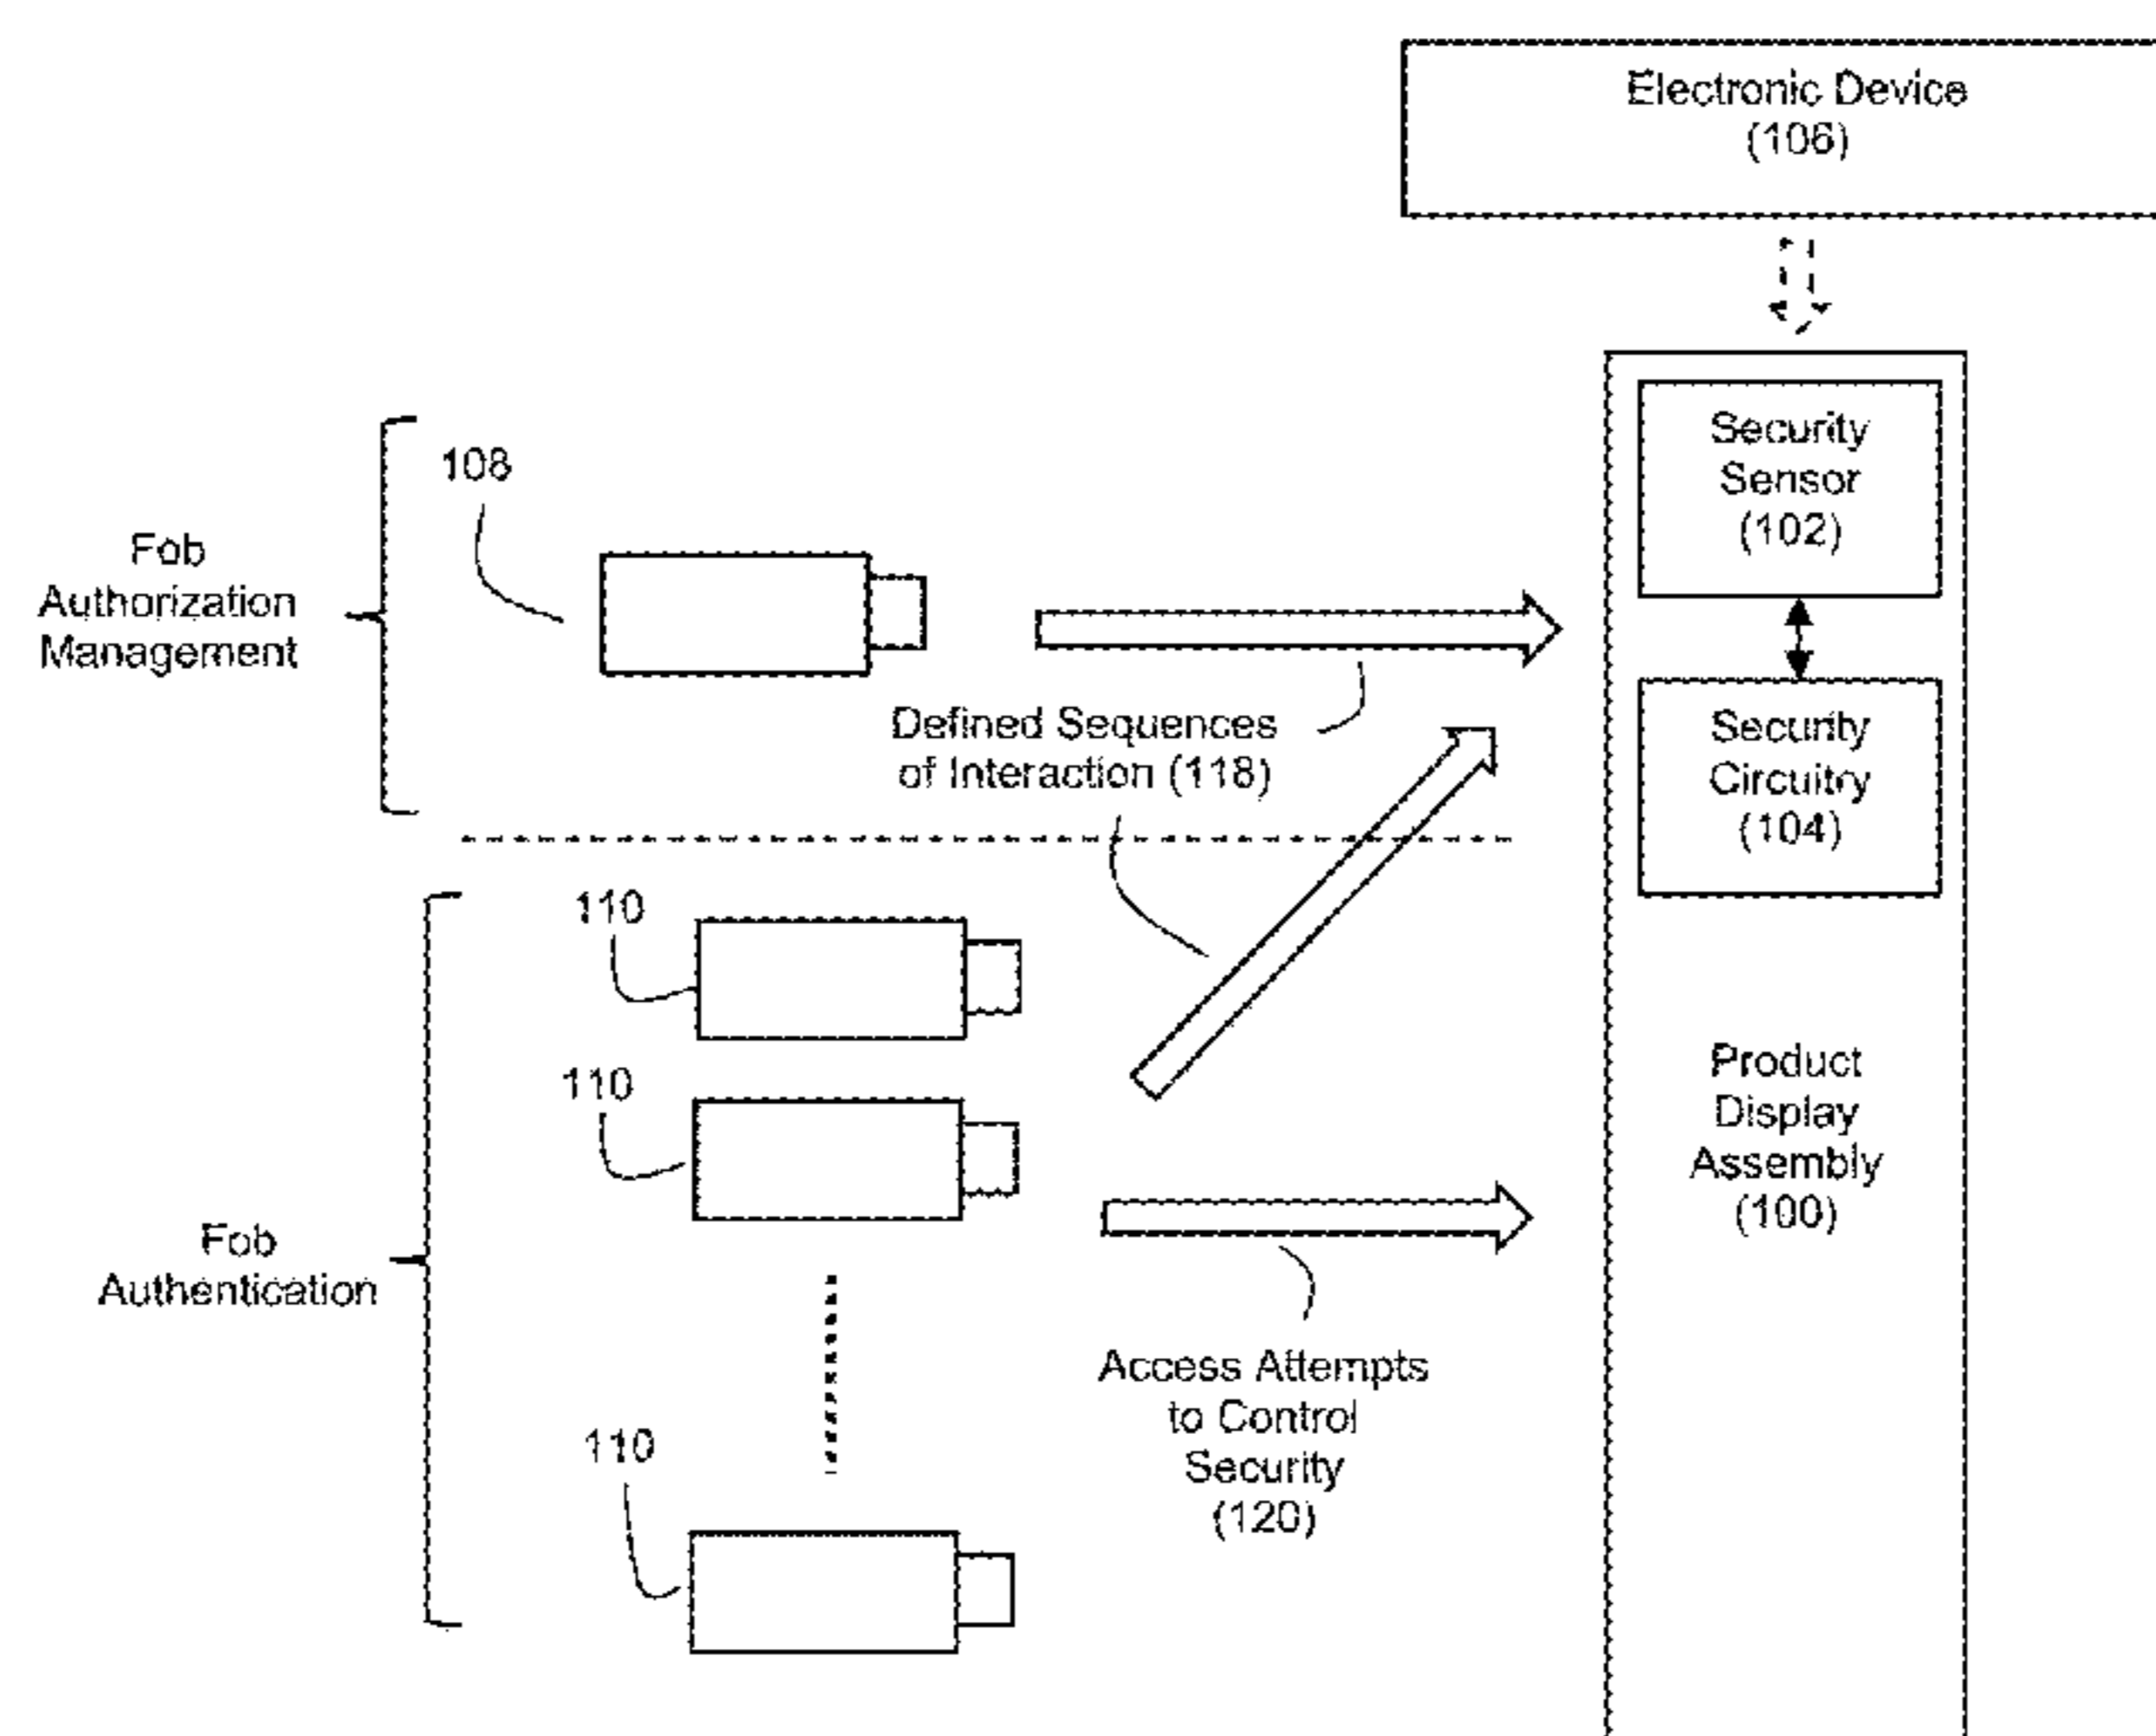 Electronic Device
(106)
Security
Sensor
(102)
108
Fob
Authorization
Management
Defined Sequences
of Interaction (118)
Security
Circuitry
(104)
110
110
Product
Display
Assembly
(100)
Fob
Authentication
Access Attempts
to Control
Security
(120)
110